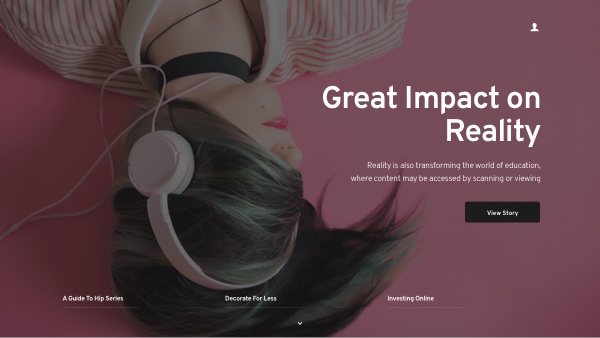 Great Impact on
Reality
Reality is also transforming the world of education,
where content may be accessed by scanning or viewing
View Story
A Guide To Hip Series
Decorate For Less
Investing Online